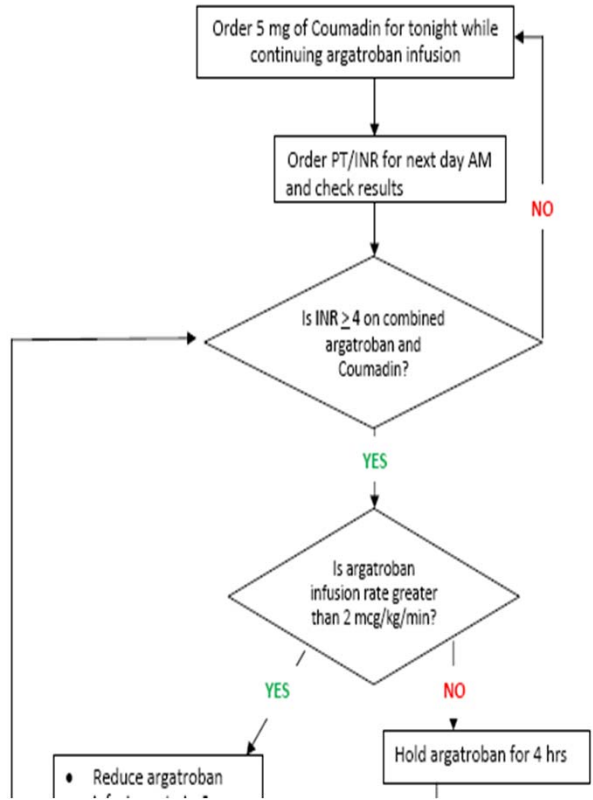 Order 5 mg of Coumadin for tonight while
continuing argatroban infusion
Order PT/INR for next day AM
and check results
NO
Is INR ≥ 4 on combined
argatroban and
Coumadin?
YES
Is argatroban
infusion rate greater
than 2 mcg/kg/min?
YES
NO
Hold argatroban for 4 hrs
• Reduce argatroban